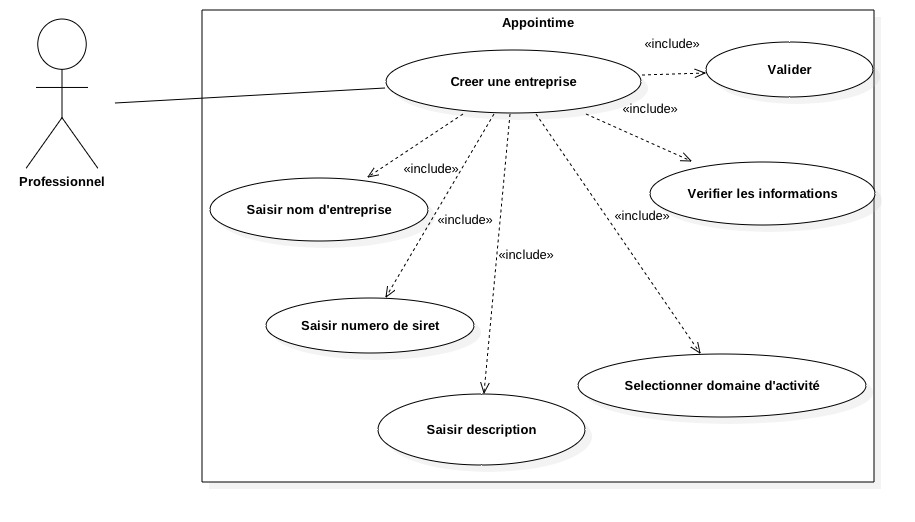 Appointime
«include»
Creer une entreprise
Valider
«include»
«include»
Professionnel
Verifier les informations
Saisir nom d'entreprise
«include»
«include»
«include»
Saisir numero de siret
Selectionner domaine d'activité
Saisir description